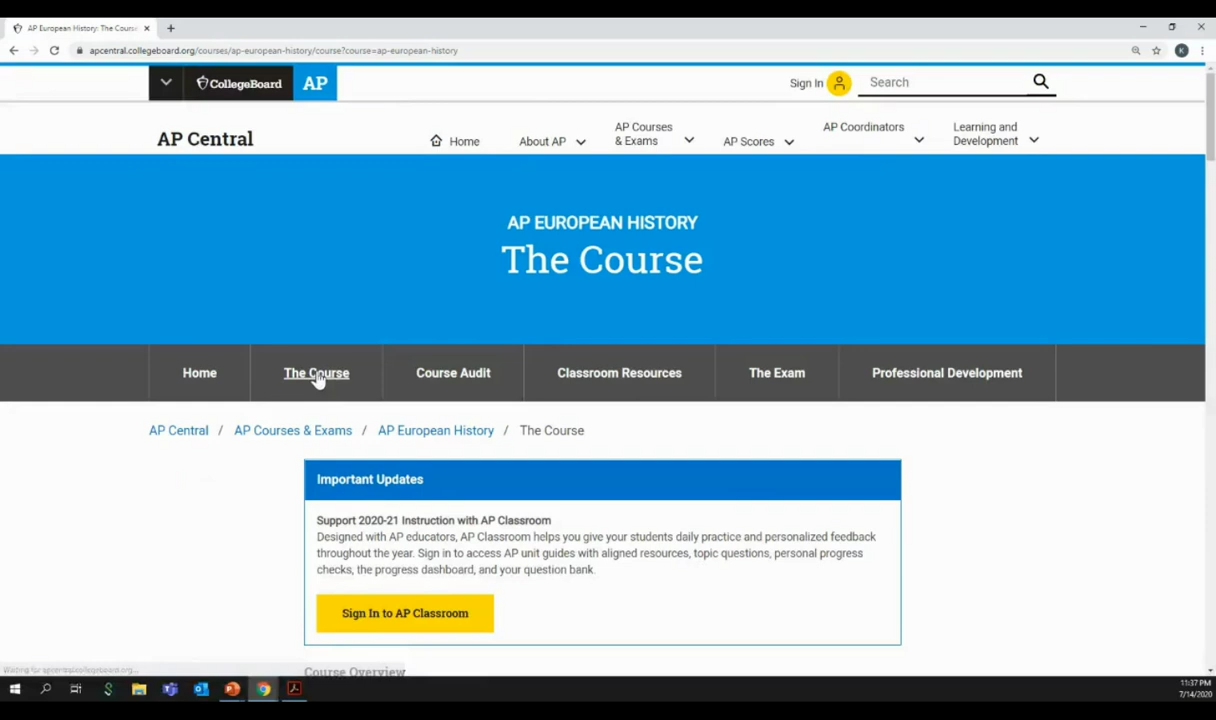 AP European History: The Course
apcentral.collegeboard.org/courses/ap-european-history/course?course=ap-european-history
K
CollegeBoard AP
Sign In
Search
AP Central
Home
About AP
AP Courses
& Exams
AP Scores
AP Coordinators
Learning and
Development
AP EUROPEAN HISTORY
The Course
Home The Course Course Audit Classroom Resources The Exam Professional Development
AP Central / AP Courses & Exams / AP European History / The Course
Important Updates
Support 2020-21 Instruction with AP Classroom
Designed with AP educators, AP Classroom helps you give your students daily practice and personalized feedback
throughout the year. Sign in to access AP unit guides with aligned resources, topic questions, personal progress
checks, the progress dashboard, and your question bank.
Sign In to AP Classroom
Course Overview
Waiting for apcentral.collegeboard.org...
11:37 PM
7/14/2020